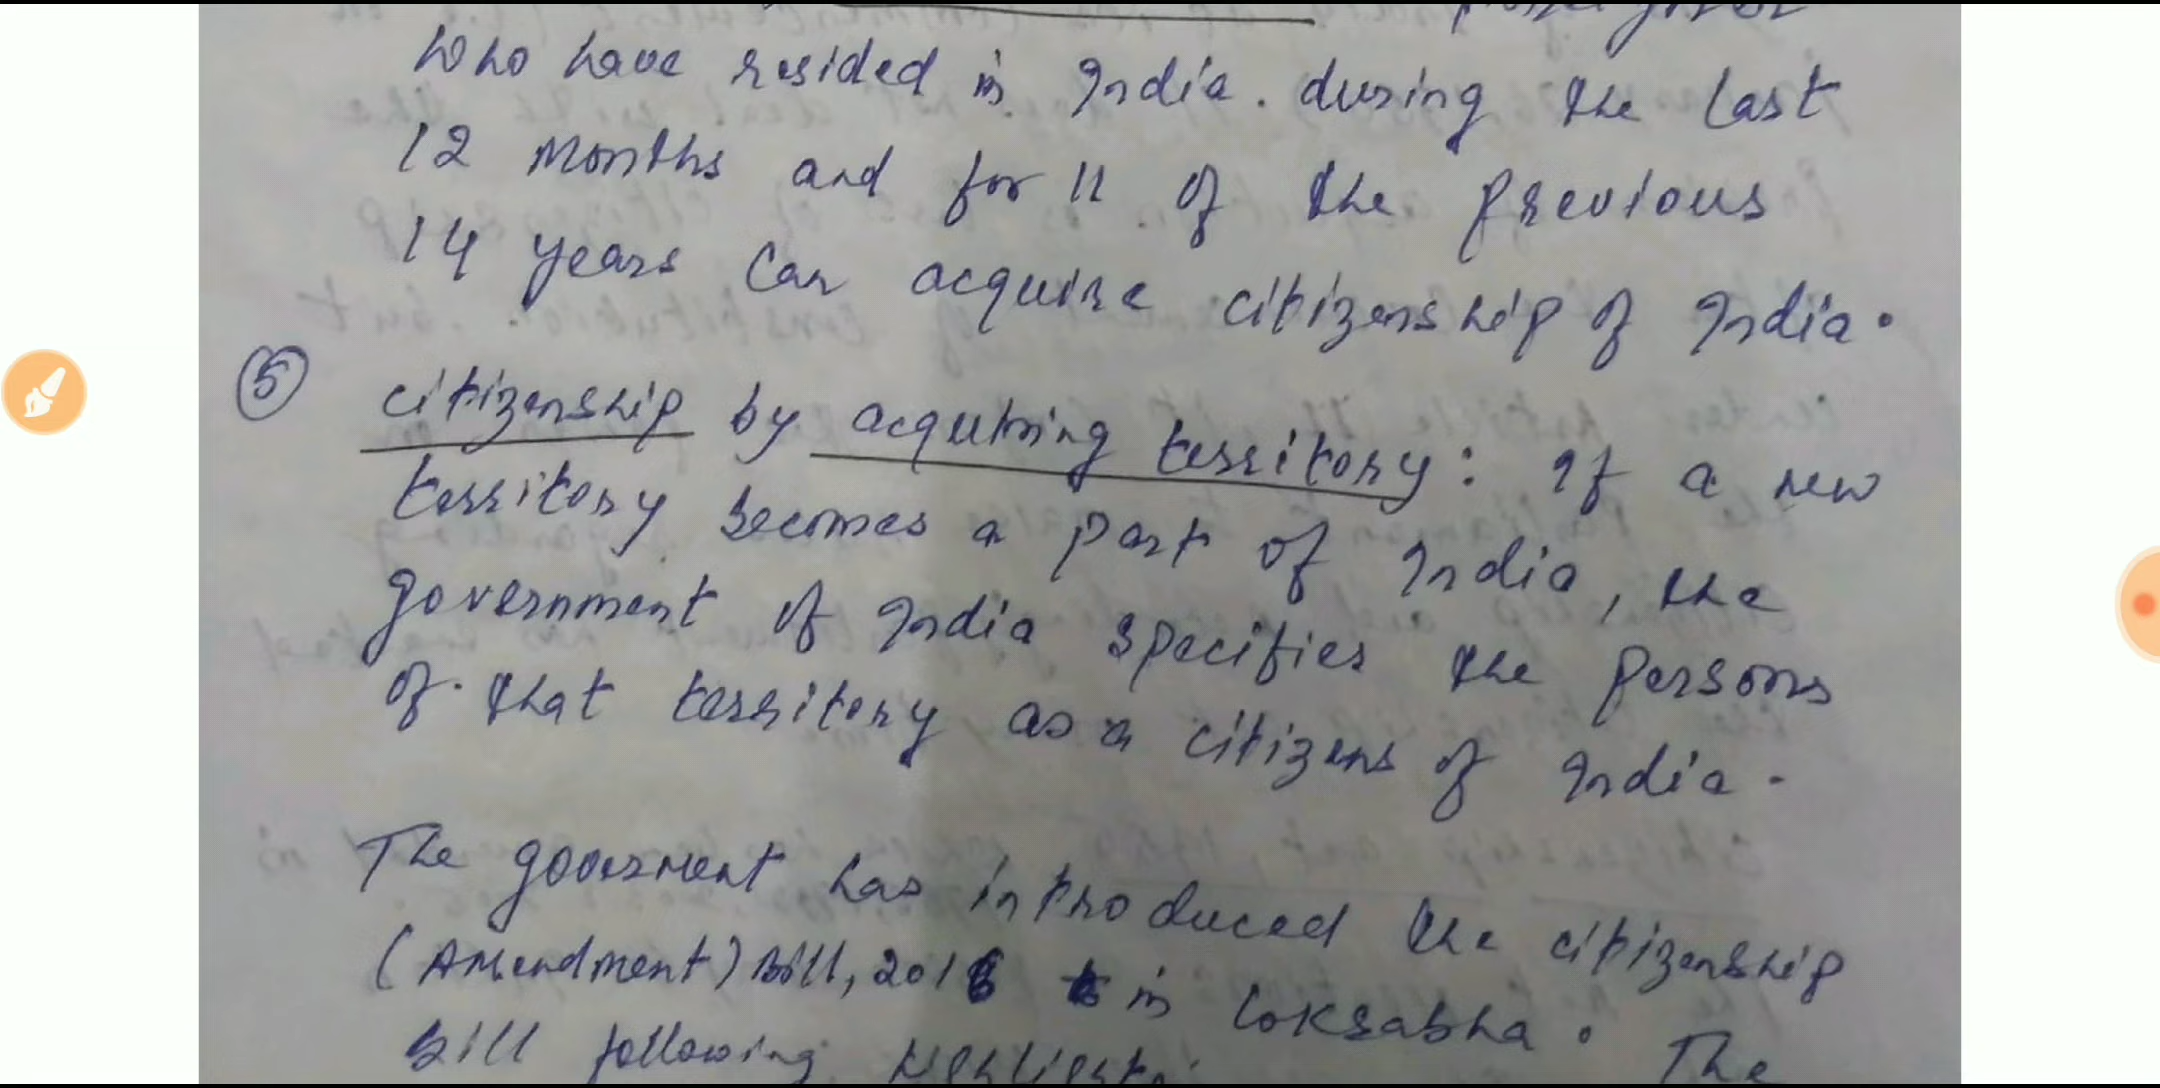 who have resided in India. during the last
12 months and for 11 of the previous
14 years can acquire citizenship of India.
⑤ citizenship by acquiring territory: If a new
territory becomes a part of India, the
government of India specifies the persons
of. that territory as a citizens of India.
The government has introduced the citizenship
(Amendment) Bill, 2016 in loksabha. The
bill following